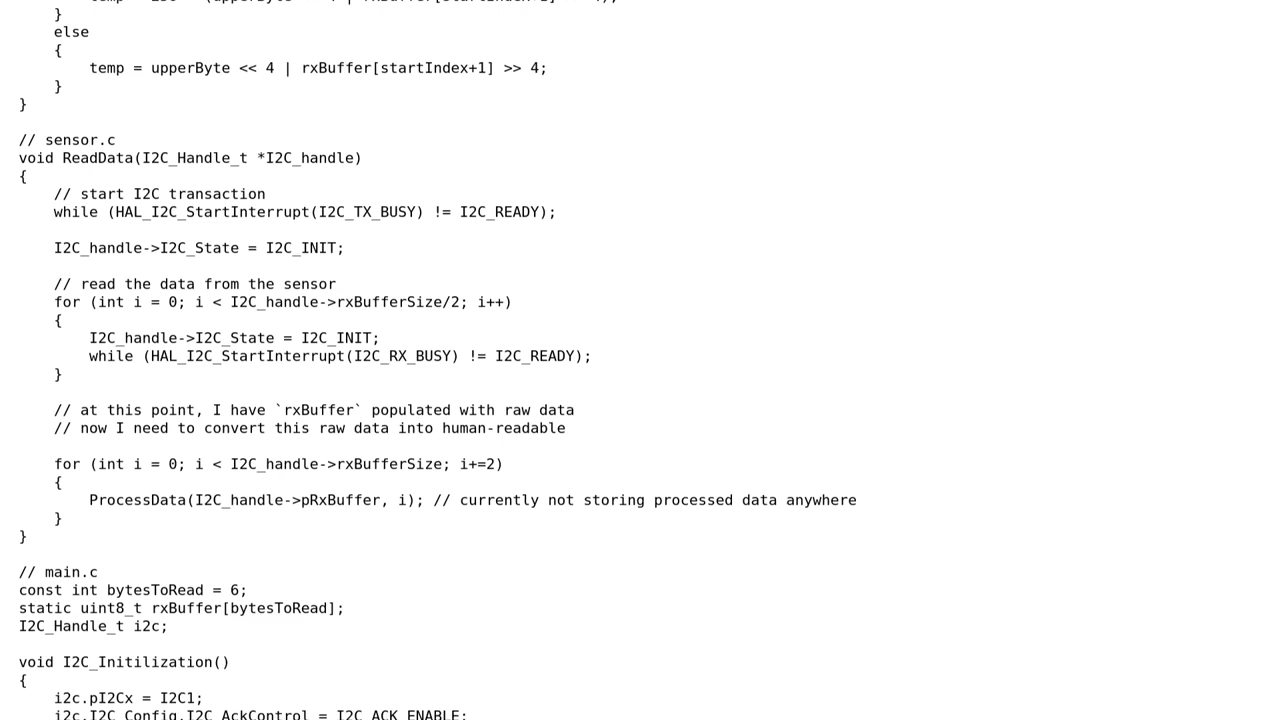 }
else
{
temp = upperByte << 4 | rxBuffer[startIndex+1] >> 4;
}
}
// sensor.c
void ReadData(I2C_Handle_t *I2C_handle)
{
// start I2C transaction
while (HAL_I2C_StartInterrupt(I2C_TX_BUSY) != I2C_READY);
I2C_handle->I2C_State = I2C_INIT;
// read the data from the sensor
for (int i = 0; i < I2C_handle->rxBufferSize/2; i++)
{
I2C_handle->I2C_State = I2C_INIT;
while (HAL_I2C_StartInterrupt(I2C_RX_BUSY) != I2C_READY);
}
// at this point, I have `rxBuffer` populated with raw data
// now I need to convert this raw data into human-readable
for (int i = 0; i < I2C_handle->rxBufferSize; i+=2)
{
ProcessData(I2C_handle->pRxBuffer, i); // currently not storing processed data anywhere
}
}
// main.c
const int bytesToRead = 6;
static uint8_t rxBuffer[bytesToRead];
I2C_Handle_t i2c;
void I2C_Initilization()
{
i2c.pI2Cx = I2C1;
i2c.I2C_Config.I2C_AckControl = I2C_ACK_ENABLE;